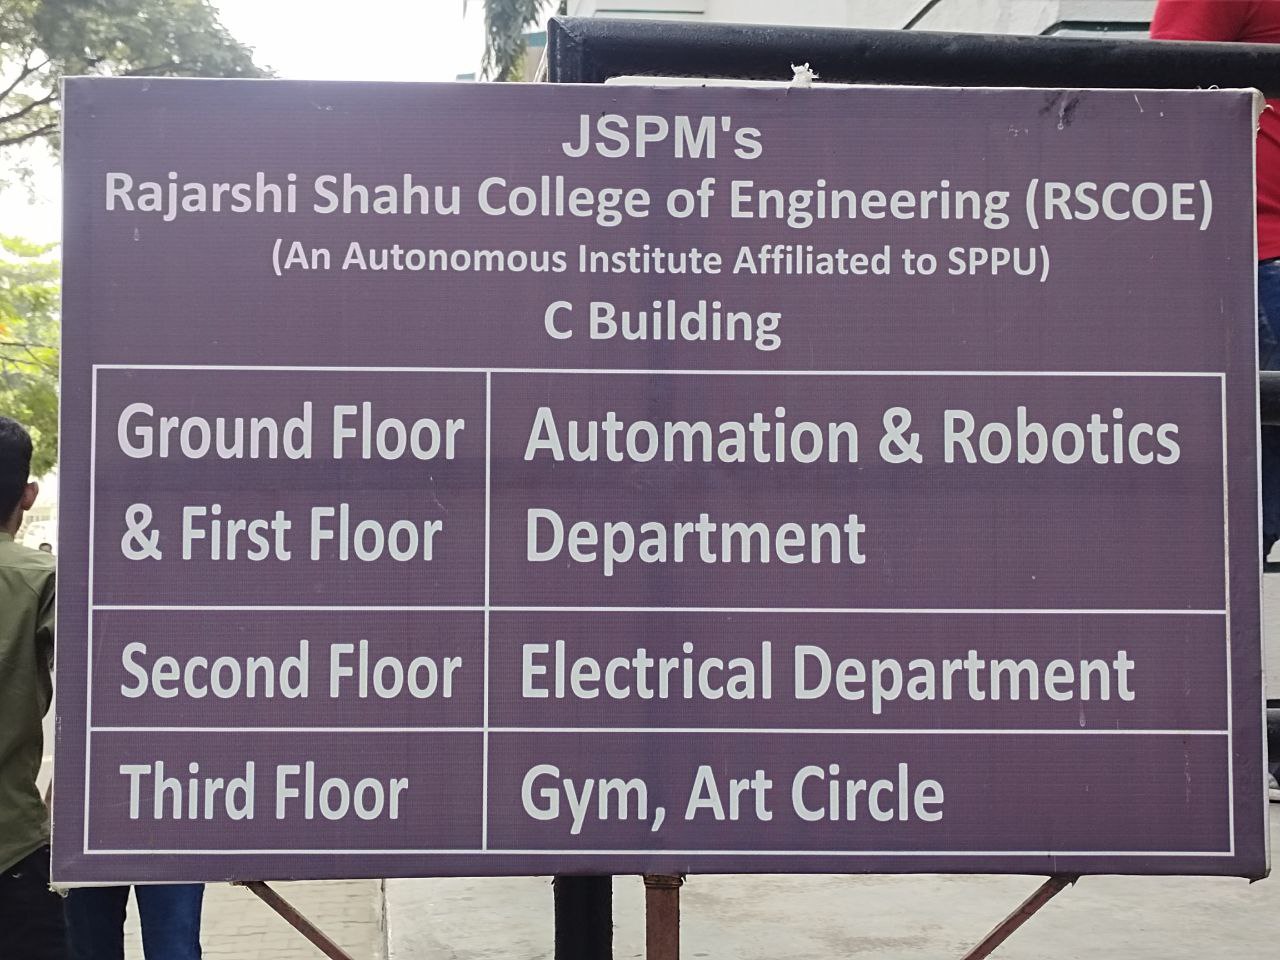 JSPM's
Rajarshi Shahu College of Engineering (RSCOE)
(An Autonomous Institute Affiliated to SPPU)
C Building
Ground Floor
& First Floor
Automation & Robotics
Department
Second Floor
Electrical Department
Third Floor
Gym, Art Circle